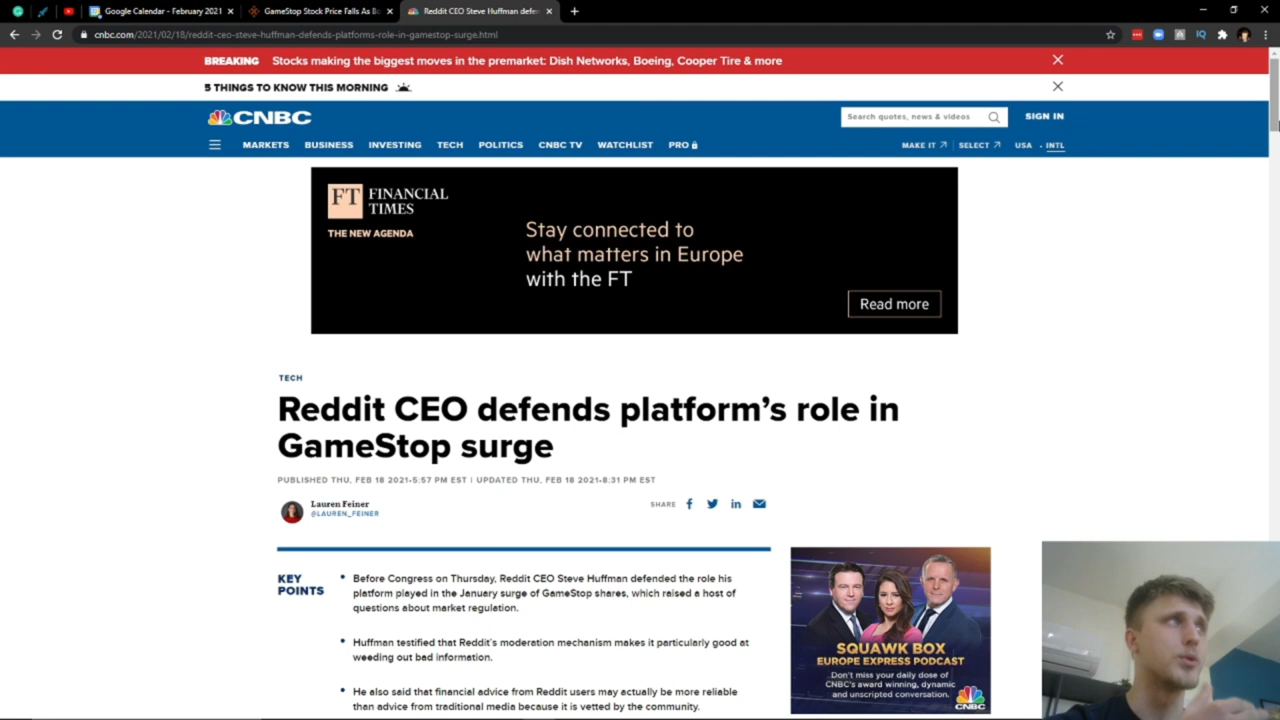 Google Calendar - February 2021
GameStop Stock Price Falls As B
Reddit CEO Steve Huffman defe
cnbc.com/2021/02/18/reddit-ceo-steve-huffman-defends-platforms-role-in-gamestop-surge.html
BREAKING Stocks making the biggest moves in the premarket: Dish Networks, Boeing, Cooper Tire & more
5 THINGS TO KNOW THIS MORNING
CNBC
Search quotes, news & videos
SIGN IN
MARKETS BUSINESS INVESTING TECH POLITICS CNBC TV WATCHLIST PRO
MAKE IT SELECT USA · INTL
FT FINANCIAL
TIMES
THE NEW AGENDA
Stay connected to
what matters in Europe
with the FT
Read more
TECH
Reddit CEO defends platform’s role in
GameStop surge
PUBLISHED THU, FEB 18 2021•5:57 PM EST | UPDATED THU, FEB 18 2021•8:31 PM EST
Lauren Feiner
@LAUREN_FEINER
SHARE
KEY
POINTS
• Before Congress on Thursday, Reddit CEO Steve Huffman defended the role his
platform played in the January surge of GameStop shares, which raised a host of
questions about market regulation.
• Huffman testified that Reddit’s moderation mechanism makes it particularly good at
weeding out bad information.
• He also said that financial advice from Reddit users may actually be more reliable
than advice from traditional media because it is vetted by the community.
SQUAWK BOX
EUROPE EXPRESS PODCAST
Don't miss your daily dose of
CNBC's award winning, dynamic
and unscripted conversation.
CNBC